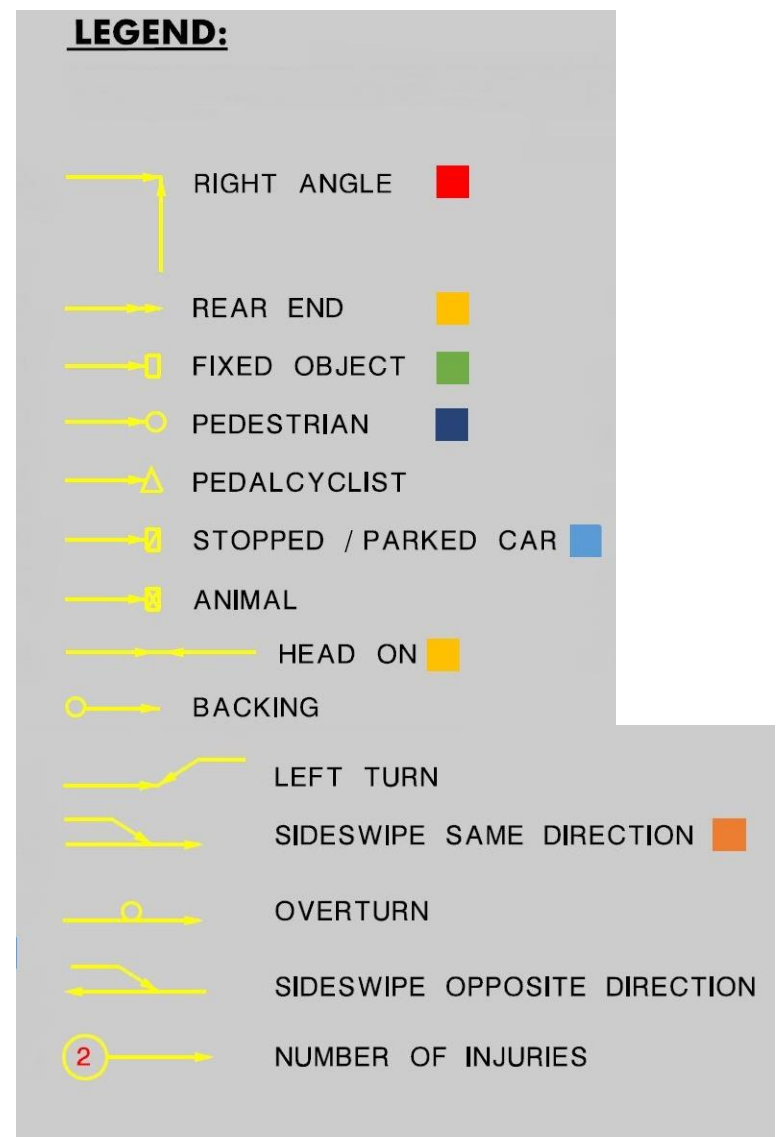 LEGEND:
RIGHT ANGLE
REAR END
FIXED OBJECT
PEDESTRIAN
PEDALCYCLIST
STOPPED / PARKED CAR
ANIMAL
HEAD ON
BACKING
LEFT TURN
SIDESWIPE SAME DIRECTION
OVERTURN
SIDESWIPE OPPOSITE DIRECTION
2 NUMBER OF INJURIES